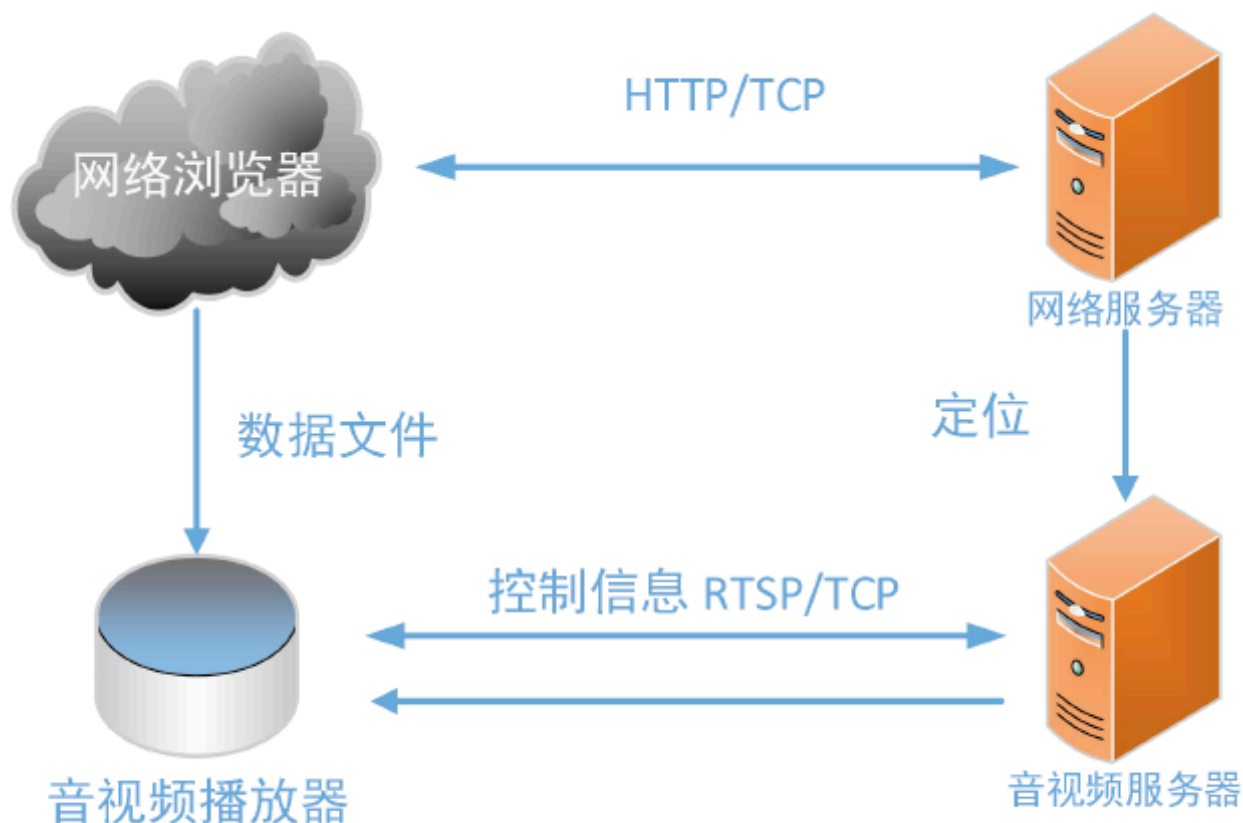 HTTP/TCP
网络浏览器
网络服务器
数据文件
定位
控制信息 RTSP/TCP
音视频播放器
音视频服务器